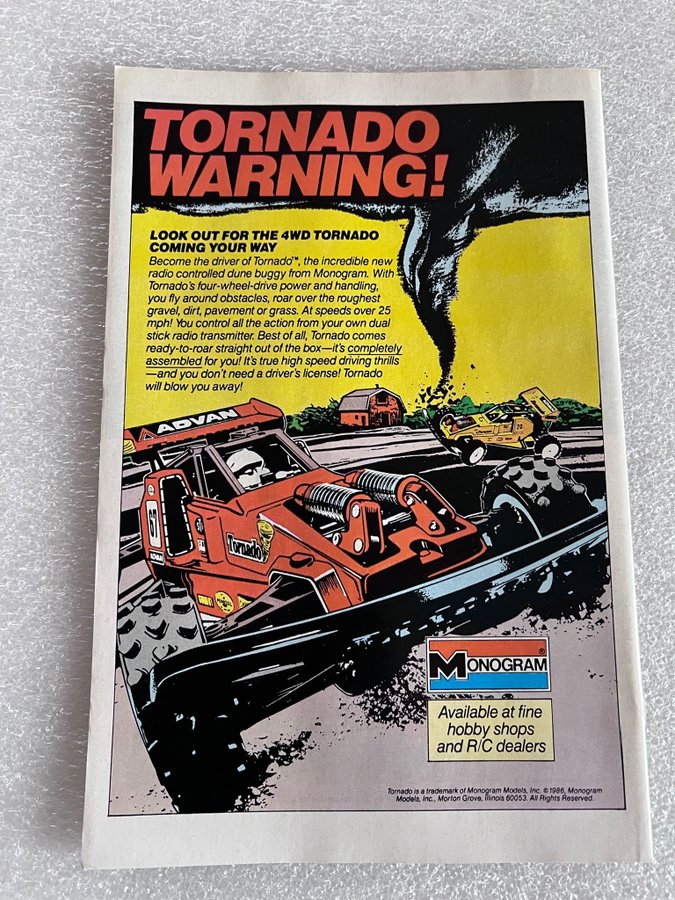 TORNADO
WARNING!
LOOK OUT FOR THE 4WD TORNADO
COMING YOUR WAY
Become the driver of Tornado™, the incredible new
radio controlled dune buggy from Monogram. With
Tornado's four-wheel-drive power and handling,
you fly around obstacles, roar over the roughest
gravel, dirt, pavement or grass. At speeds over 25
mph! You control all the action from your own dual
stick radio transmitter. Best of all, Tornado comes
ready-to-roar straight out of the box—it's completely
assembled for you! It's true high speed driving thrills
—and you don't need a driver's license! Tornado
will blow you away!
ADVAN
67
Tornado
MONOGRAM®
Available at fine
hobby shops
and R/C dealers
Tornado is a trademark of Monogram Models, Inc. © 1986, Monogram
Models, Inc., Morton Grove, Illinois 60053. All Rights Reserved.